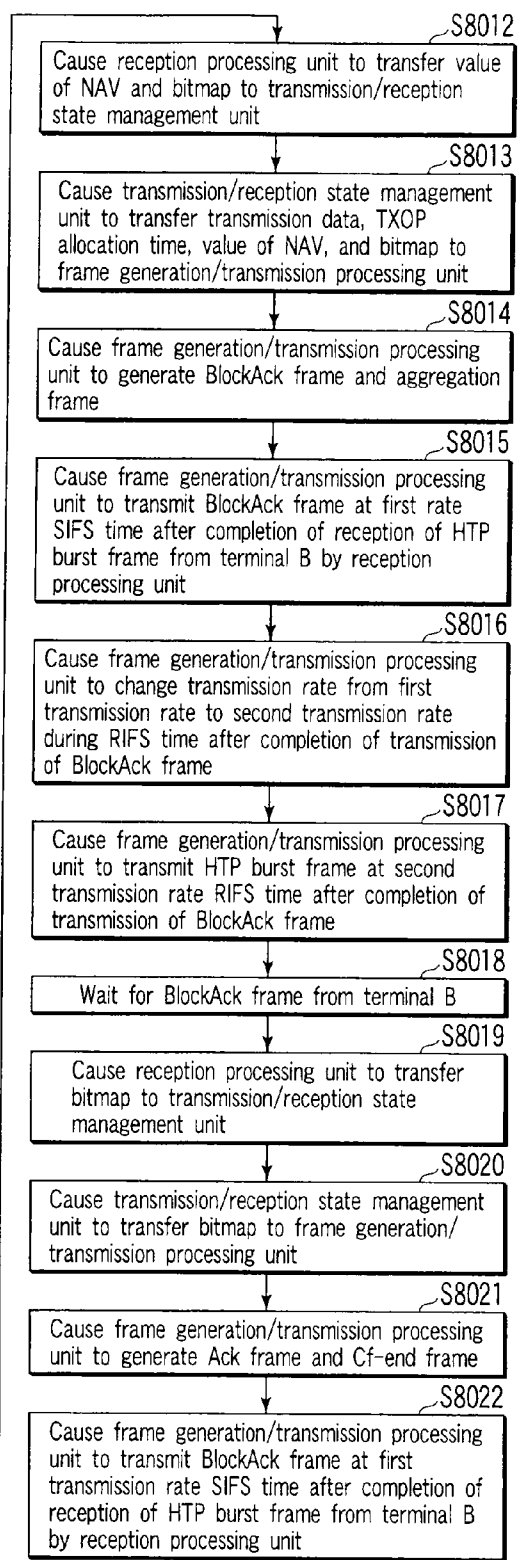 S8012
Cause reception processing unit to transfer value
of NAV and bitmap to transmission/reception
state management unit
S8013
Cause transmission/reception state management
unit to transfer transmission data, TXOP
allocation time, value of NAV, and bitmap to
frame generation/transmission processing unit
S8014
Cause frame generation/transmission processing
unit to generate BlockAck frame and aggregation
frame
S8015
Cause frame generation/transmission processing
unit to transmit BlockAck frame at first rate
SIFS time after completion of reception of HTP
burst frame from terminal B by reception
processing unit
S8016
Cause frame generation/transmission processing
unit to change transmission rate from first
transmission rate to second transmission rate
during RIFS time after completion of transmission
of BlockAck frame
S8017
Cause frame generation/transmission processing
unit to transmit HTP burst frame at second
transmission rate RIFS time after completion of
transmission of BlockAck frame
S8018
Wait for BlockAck frame from terminal B
S8019
Cause reception processing unit to transfer
bitmap to transmission/reception state
management unit
S8020
Cause transmission/reception state management
unit to transfer bitmap to frame generation/
transmission processing unit
S8021
Cause frame generation/transmission processing
unit to generate Ack frame and Cf-end frame
S8022
Cause frame generation/transmission processing
unit to transmit BlockAck frame at first
transmission rate SIFS time after completion of
reception of HTP burst frame from terminal B
by reception processing unit